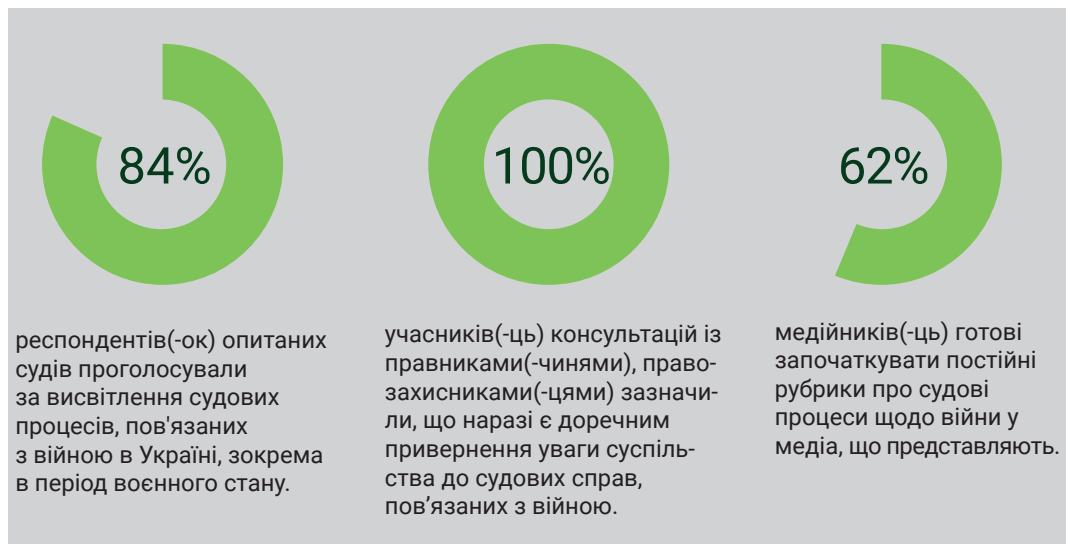 84%
респондентів(-ок) опитаних
судів проголосували
за висвітлення судових
процесів, пов'язаних
з війною в Україні, зокрема
в період воєнного стану.
100%
учасників(-ць) консультацій із
правниками(-чинями), право-
захисниками(-цями) зазначи-
ли, що наразі є доречним
привернення уваги суспіль-
ства до судових справ,
пов’язаних з війною.
62%
медійників(-ць) готові
започаткувати постійні
рубрики про судові
процеси щодо війни у
медіа, що представляють.